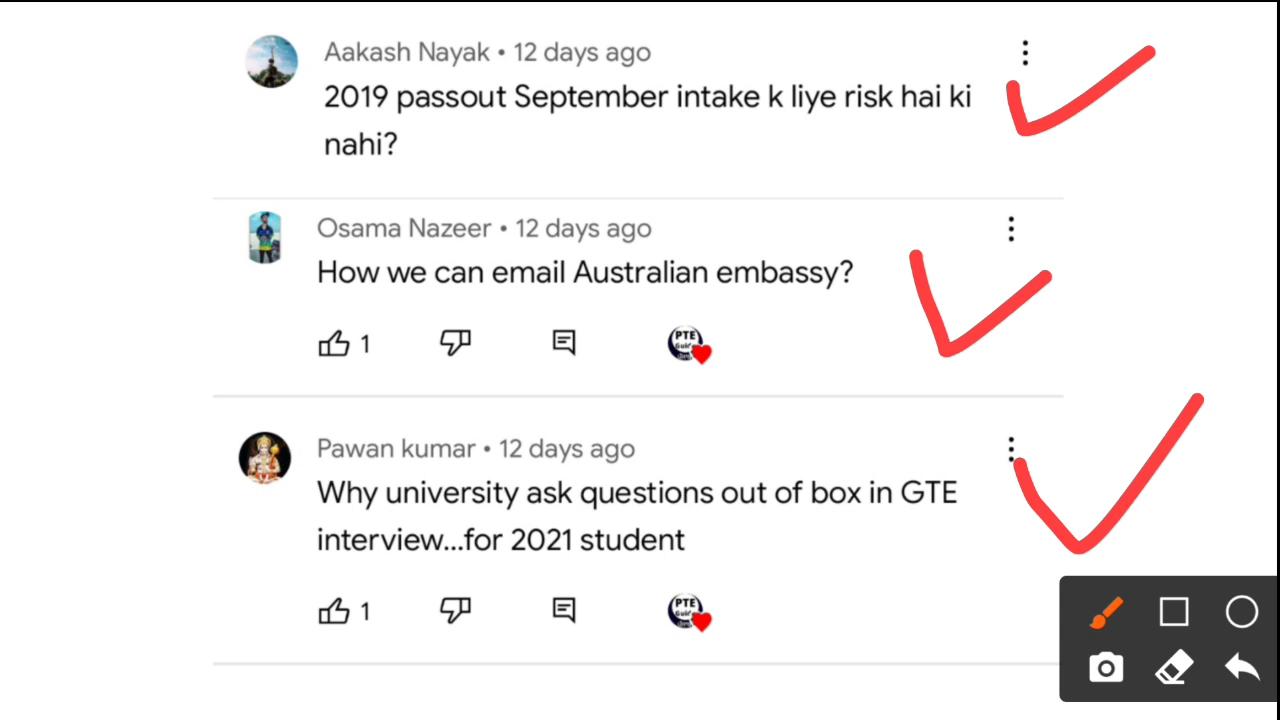 Aakash Nayak • 12 days ago
2019 passout September intake k liye risk hai ki
nahi?
Osama Nazeer • 12 days ago
How we can email Australian embassy?
1
PTE
Pawan kumar • 12 days ago
Why university ask questions out of box in GTE
interview...for 2021 student
1
PTE